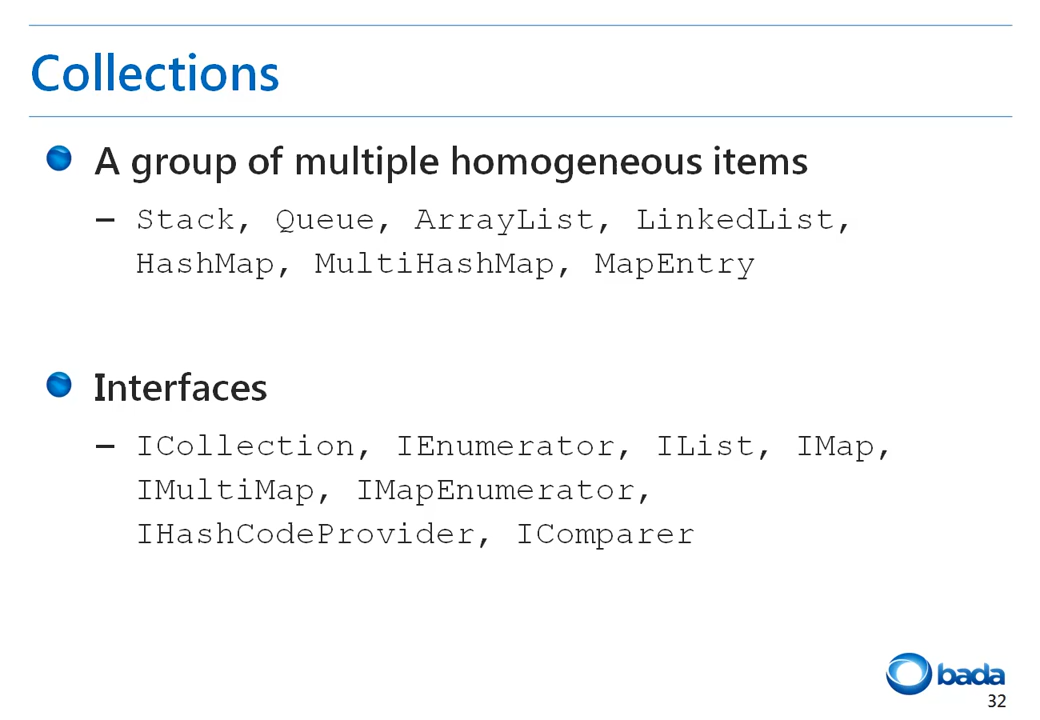 Collections
A group of multiple homogeneous items
– Stack, Queue, ArrayList, LinkedList,
HashMap, MultiHashMap, MapEntry
Interfaces
– ICollection, IEnumerator, IList, IMap,
IMultiMap, IMapEnumerator,
IHashCodeProvider, IComparer
bada
32